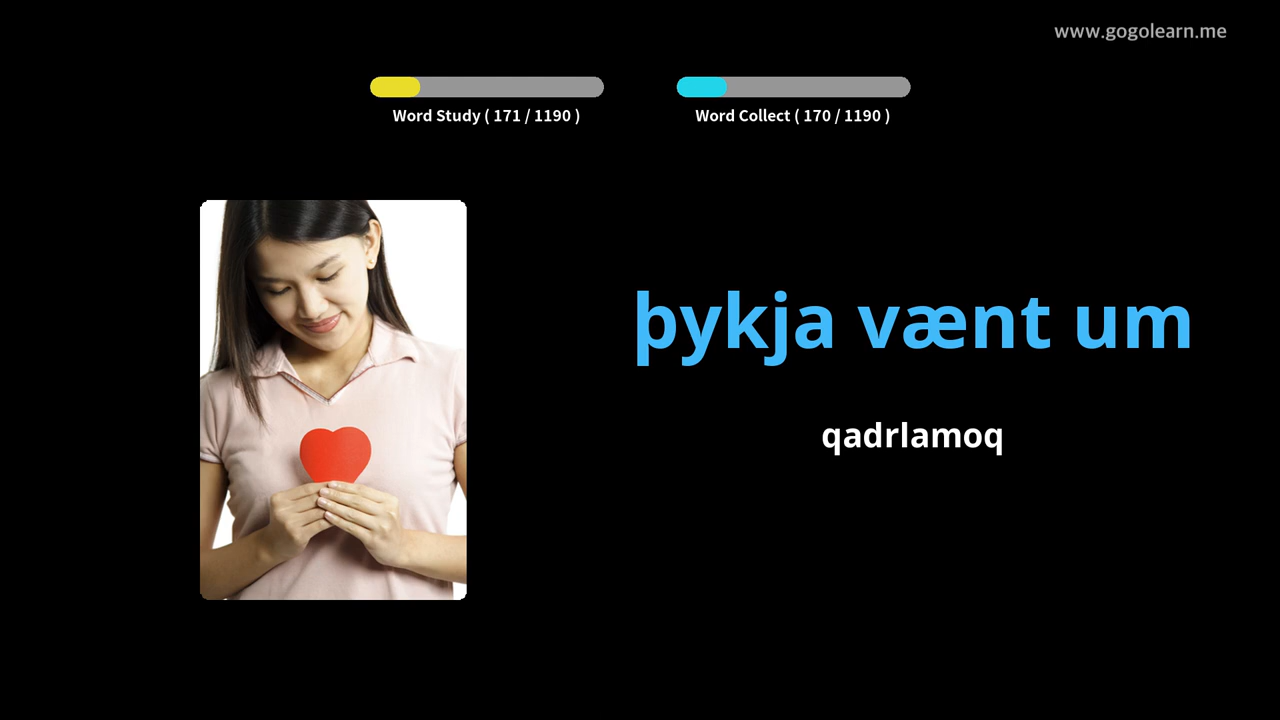 www.gogolearn.me
Word Study ( 171 / 1190 )
Word Collect ( 170 / 1190 )
þykja vænt um
qadrlamoq